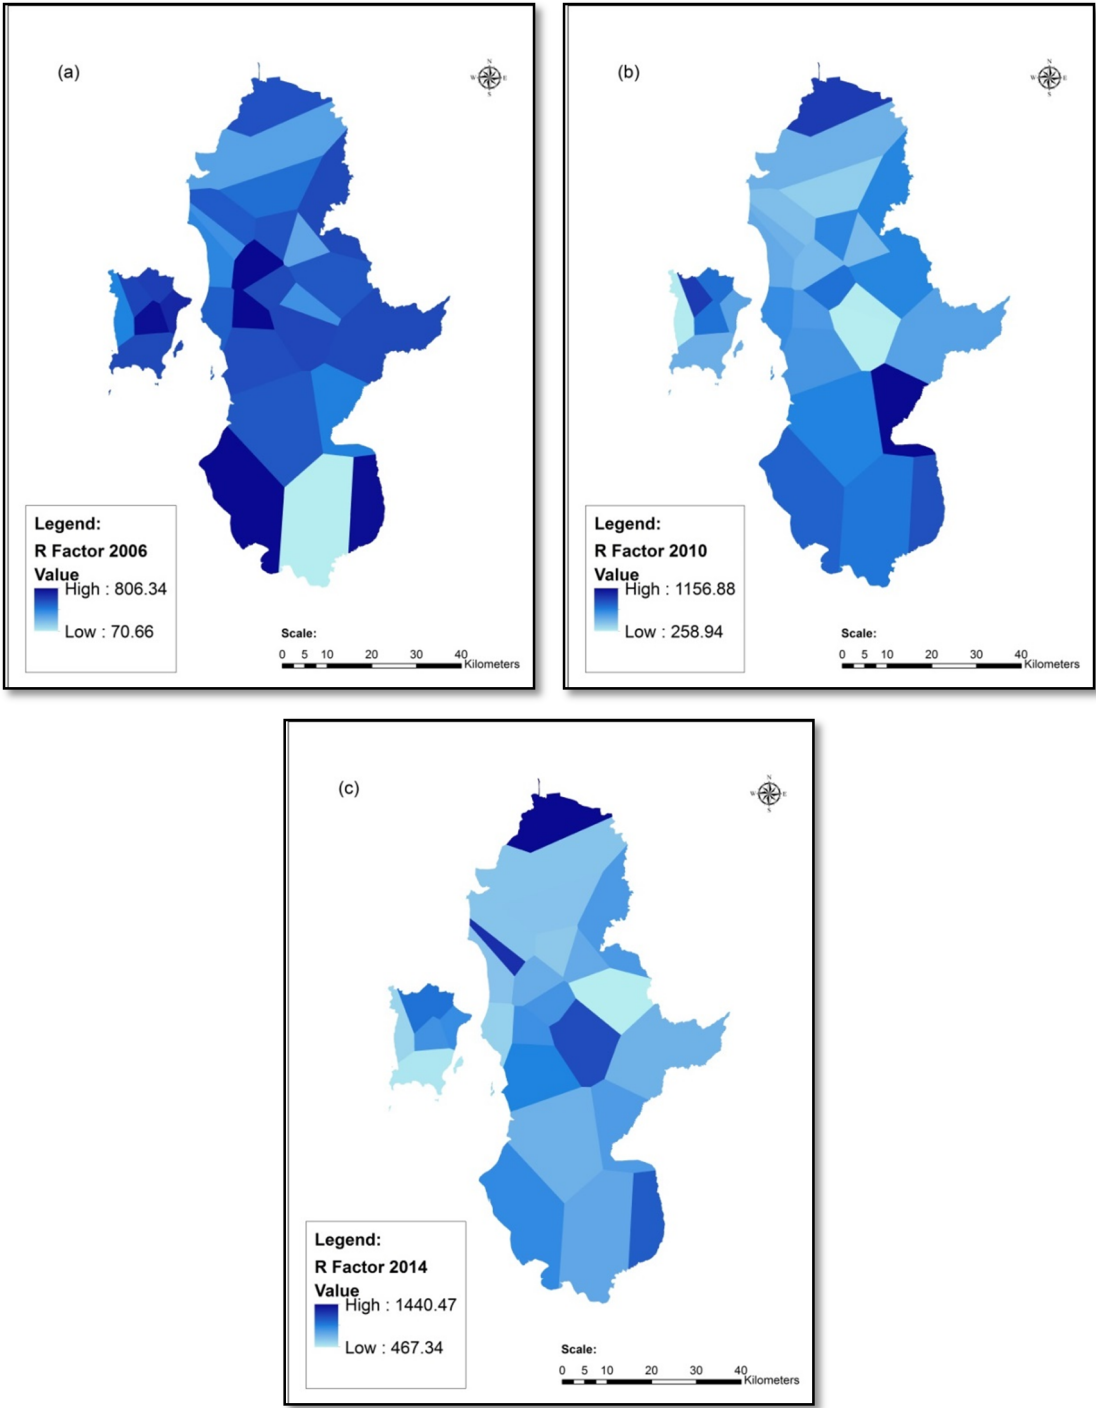 (a)
N
W E
S
Legend:
R Factor 2006
Value
High : 806.34
Low : 70.66
Scale:
0 5 10 20 30 40
Kilometers
(b)
N
W E
S
Legend:
R Factor 2010
Value
High : 1156.88
Low : 258.94
Scale:
0 5 10 20 30 40
Kilometers
(c)
N
W E
S
Legend:
R Factor 2014
Value
High : 1440.47
Low : 467.34
Scale:
0 5 10 20 30 40
Kilometers